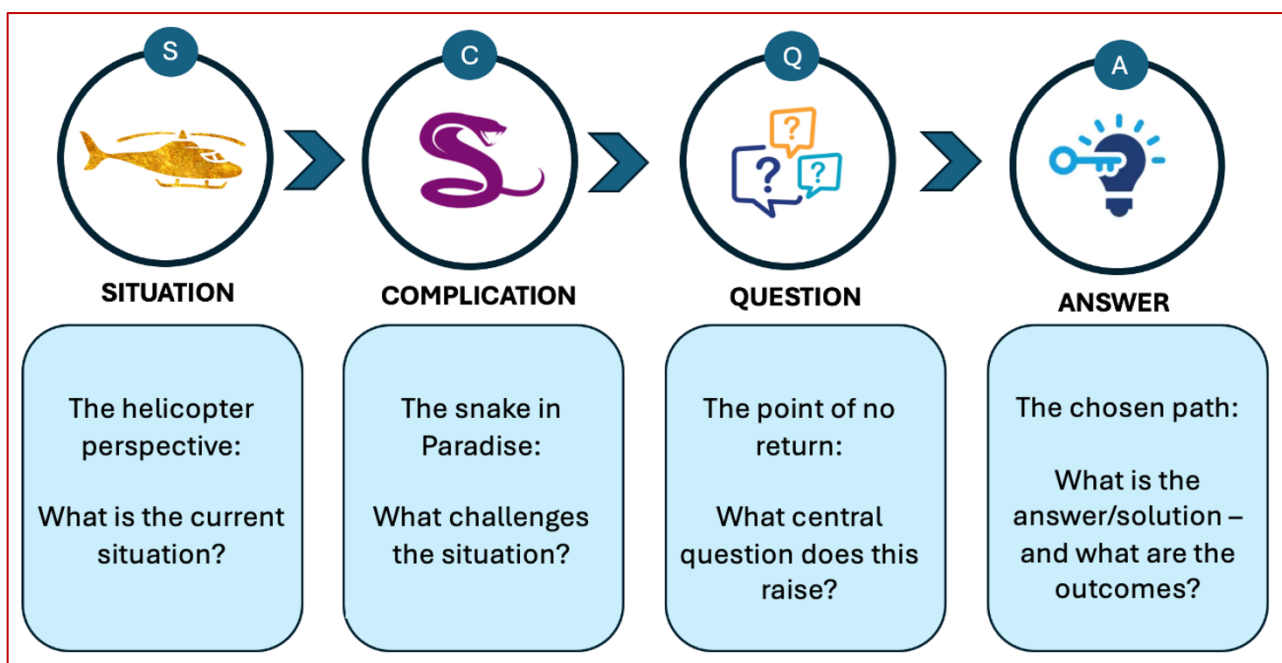 S
C
Q
A
?
?
?
SITUATION
COMPLICATION
QUESTION
ANSWER
The helicopter
perspective:
What is the current
situation?
The snake in
Paradise:
What challenges
the situation?
The point of no
return:
What central
question does this
raise?
The chosen path:
What is the
answer/solution –
and what are the
outcomes?